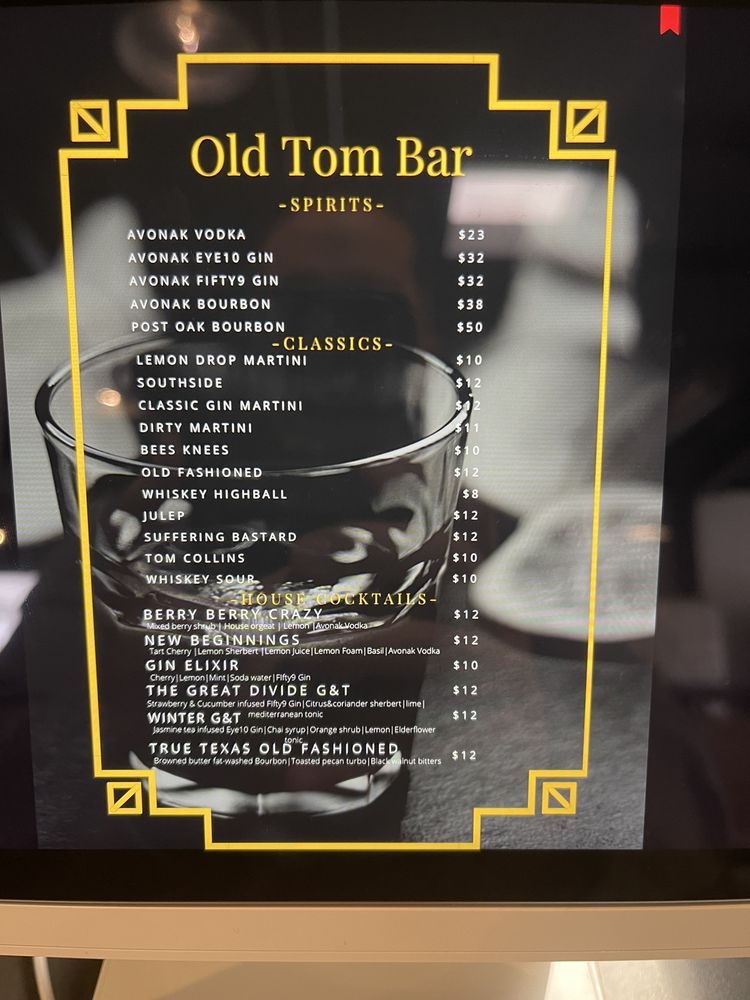 Old Tom Bar
-SPIRITS-
AVONAK VODKA $23
AVONAK EYE10 GIN $32
AVONAK FIFTY9 GIN $32
AVONAK BOURBON $38
POST OAK BOURBON $50
-CLASSICS-
LEMON DROP MARTINI $10
SOUTHSIDE $12
CLASSIC GIN MARTINI $12
DIRTY MARTINI $11
BEES KNEES $10
OLD FASHIONED $12
WHISKEY HIGHBALL $8
JULEP $12
SUFFERING BASTARD $12
TOM COLLINS $10
WHISKEY SOUR $10
-HOUSE COCKTAILS-
BERRY BERRY CRAZY $12
Mixed berry shrub | House orgeat | Lemon |Avonak Vodka
NEW BEGINNINGS $12
Tart Cherry |Lemon Sherbert |Lemon Juice|Lemon Foam|Basil|Avonak Vodka
GIN ELIXIR $10
Cherry|Lemon|Mint|Soda water|FIfty9 Gin
THE GREAT DIVIDE G&T $12
Strawberry & Cucumber infused Fifty9 Gin|Citrus&coriander sherbert|lime|
mediterranean tonic
WINTER G&T $12
Jasmine tea infused Eye10 Gin|Chai syrup|Orange shrub|Lemon|Elderflower
tonic
TRUE TEXAS OLD FASHIONED $12
Browned butter fat-washed Bourbon|Toasted pecan turbo|Black walnut bitters